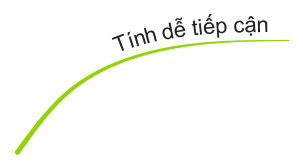 Tính dễ tiếp cận